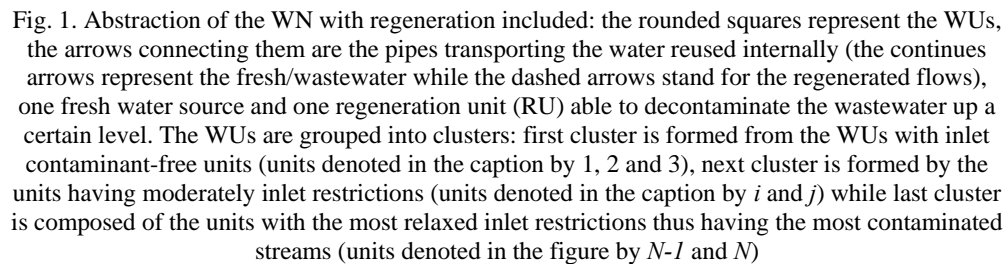 Fig. 1. Abstraction of the WN with regeneration included: the rounded squares represent the WUs,
the arrows connecting them are the pipes transporting the water reused internally (the continues
arrows represent the fresh/wastewater while the dashed arrows stand for the regenerated flows),
one fresh water source and one regeneration unit (RU) able to decontaminate the wastewater up a
certain level. The WUs are grouped into clusters: first cluster is formed from the WUs with inlet
contaminant-free units (units denoted in the caption by 1, 2 and 3), next cluster is formed by the
units having moderately inlet restrictions (units denoted in the caption by i and j) while last cluster
is composed of the units with the most relaxed inlet restrictions thus having the most contaminated
streams (units denoted in the figure by N-1 and N)